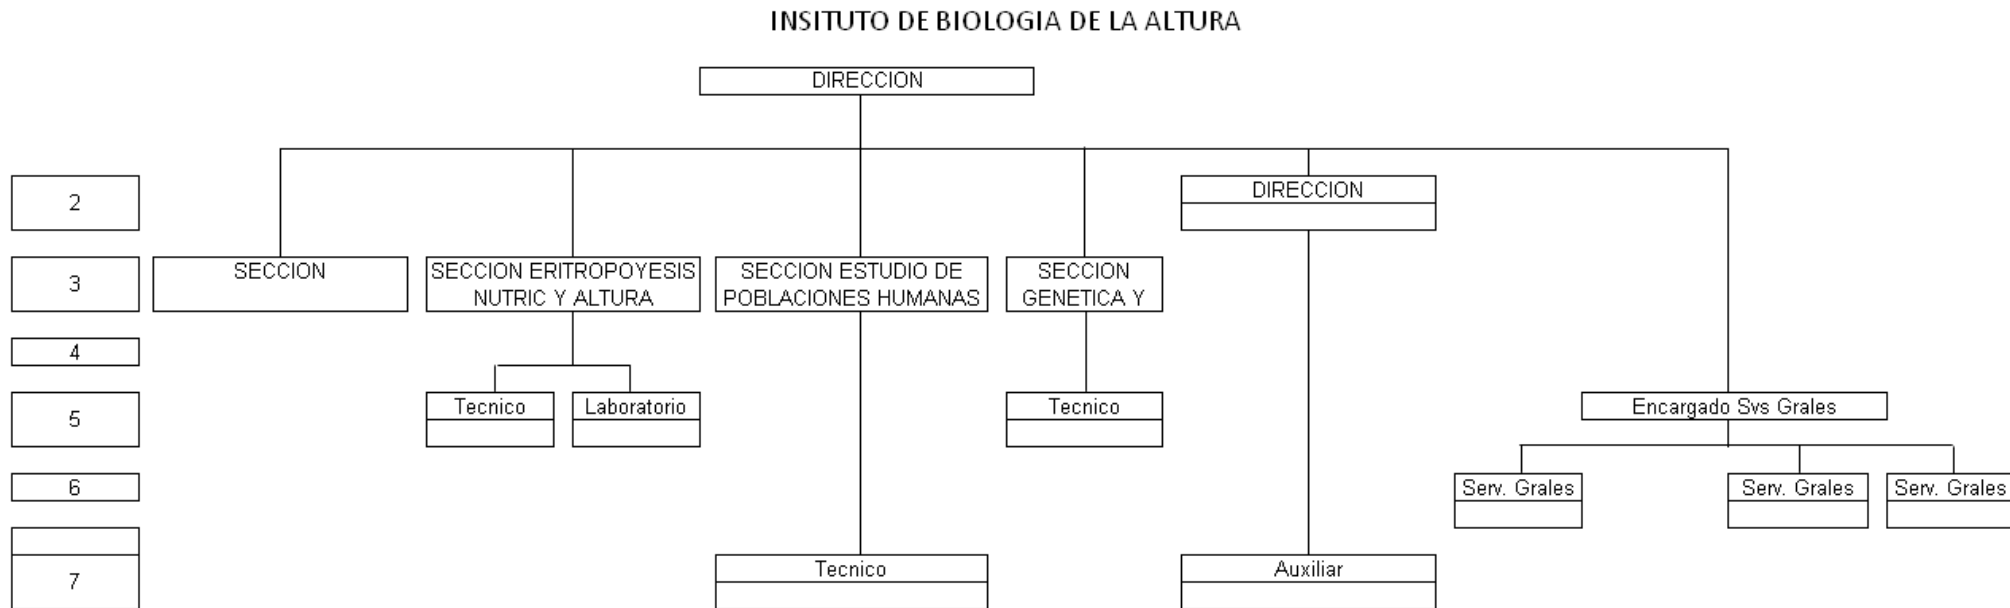 INSITUTO DE BIOLOGIA DE LA ALTURA
DIRECCION
2
DIRECCION
3
SECCION
SECCION ERITROPOYESIS
NUTRIC Y ALTURA
SECCION ESTUDIO DE
POBLACIONES HUMANAS
SECCION
GENETICA Y
4
5
Tecnico
Laboratorio
Tecnico
Encargado Svs Grales
6
Serv. Grales
Serv. Grales
Serv. Grales
7
Tecnico
Auxiliar